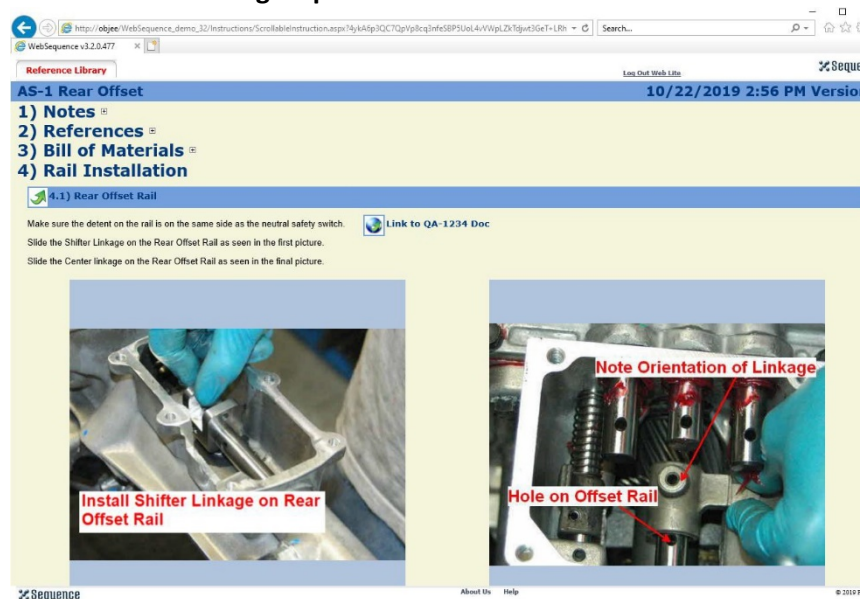 http://objee/WebSequence_demo_32/Instructions/ScrollableInstruction.aspx?
Search...
WebSequence v3.2.0.477
Reference Library
Log Out Web Lite
AS-1 Rear Offset
10/22/2019 2:56 PM
1) Notes
2) References
3) Bill of Materials
4) Rail Installation
4.1) Rear Offset Rail
Make sure the detent on the rail is on the same side as the neutral safety switch.
Link to QA-1234 Doc
Slide the Shifter Linkage on the Rear Offset Rail as seen in the first picture.
Slide the Center linkage on the Rear Offset Rail as seen in the final picture.
Install Shifter Linkage on Rear
Offset Rail
Note Orientation of Linkage
Hole on Offset Rail
Sequence
About Us
Help
© 2019